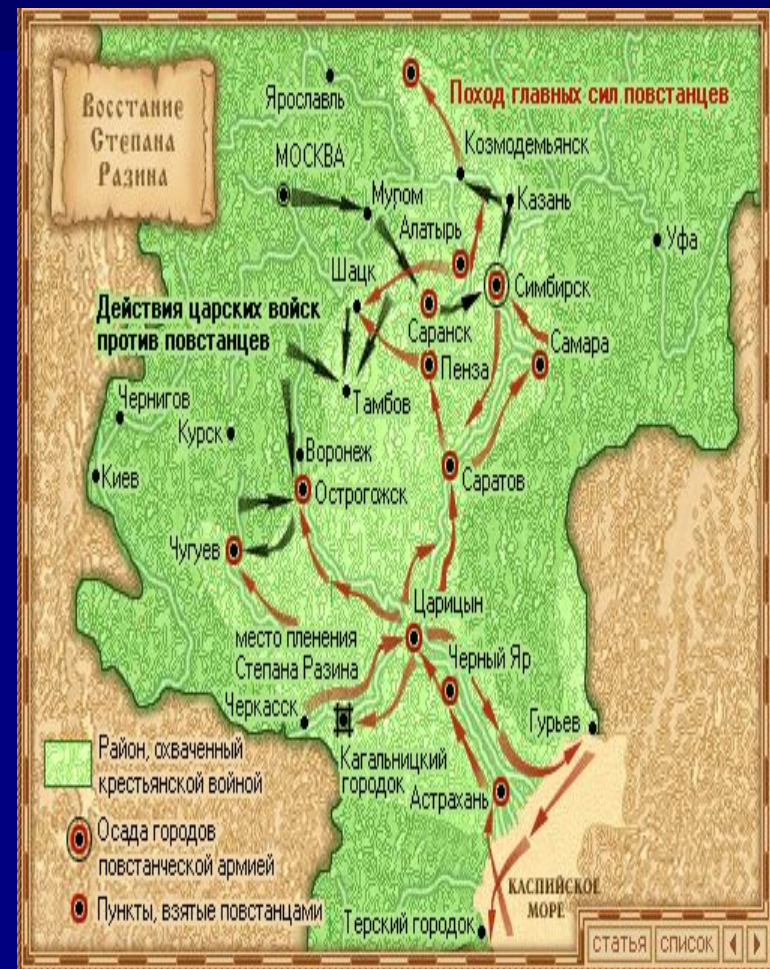 Восстание
Степана
Разина
Ярославль
Поход главных сил повстанцев
МОСКВА
Козмодемьянск
Муром
Казань
Алатырь
Уфа
Шацк
Симбирск
Действия царских войск
против повстанцев
Саранск
Самара
Пенза
Тамбов
Чернигов
Курск
Воронеж
Киев
Острогожск
Саратов
Чугуев
Царицын
место пленения
Степана Разина
Черный Яр
Черкасск
Гурьев
Кагальницкий
городок
Астрахань
Район, охваченный
крестьянской войной
Осада городов
повстанческой армией
Пункты, взятые повстанцами
КАСПИЙСКОЕ
МОРЕ
Терский городок
статья список